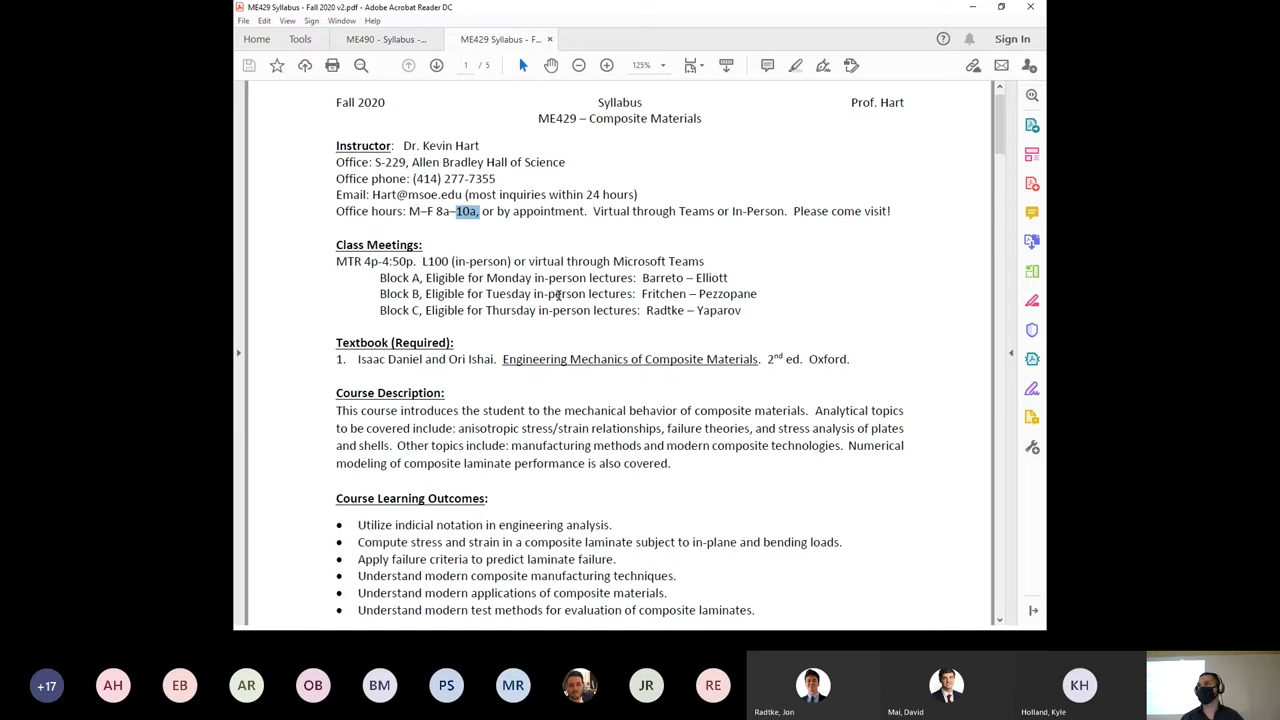 ME429 Syllabus - Fall 2020 v2.pdf - Adobe Acrobat Reader DC
File Edit View Sign Window Help
Home Tools ME490 - Syllabus -... ME429 Syllabus - F... × Sign In
1 / 5 125%
Fall 2020 Syllabus Prof. Hart
ME429 – Composite Materials
Instructor: Dr. Kevin Hart
Office: S-229, Allen Bradley Hall of Science
Office phone: (414) 277-7355
Email: Hart@msoe.edu (most inquiries within 24 hours)
Office hours: M–F 8a–10a, or by appointment. Virtual through Teams or In-Person. Please come visit!
Class Meetings:
MTR 4p-4:50p. L100 (in-person) or virtual through Microsoft Teams
Block A, Eligible for Monday in-person lectures: Barreto – Elliott
Block B, Eligible for Tuesday in-person lectures: Fritchen – Pezzopane
Block C, Eligible for Thursday in-person lectures: Radtke – Yaparov
Textbook (Required):
1. Isaac Daniel and Ori Ishai. Engineering Mechanics of Composite Materials. 2nd ed. Oxford.
Course Description:
This course introduces the student to the mechanical behavior of composite materials. Analytical topics
to be covered include: anisotropic stress/strain relationships, failure theories, and stress analysis of plates
and shells. Other topics include: manufacturing methods and modern composite technologies. Numerical
modeling of composite laminate performance is also covered.
Course Learning Outcomes:
• Utilize indicial notation in engineering analysis.
• Compute stress and strain in a composite laminate subject to in-plane and bending loads.
• Apply failure criteria to predict laminate failure.
• Understand modern composite manufacturing techniques.
• Understand modern applications of composite materials.
• Understand modern test methods for evaluation of composite laminates.
+17 AH EB AR OB BM PS MR JR RE KH
Radtke, Jon Mai, David Holland, Kyle